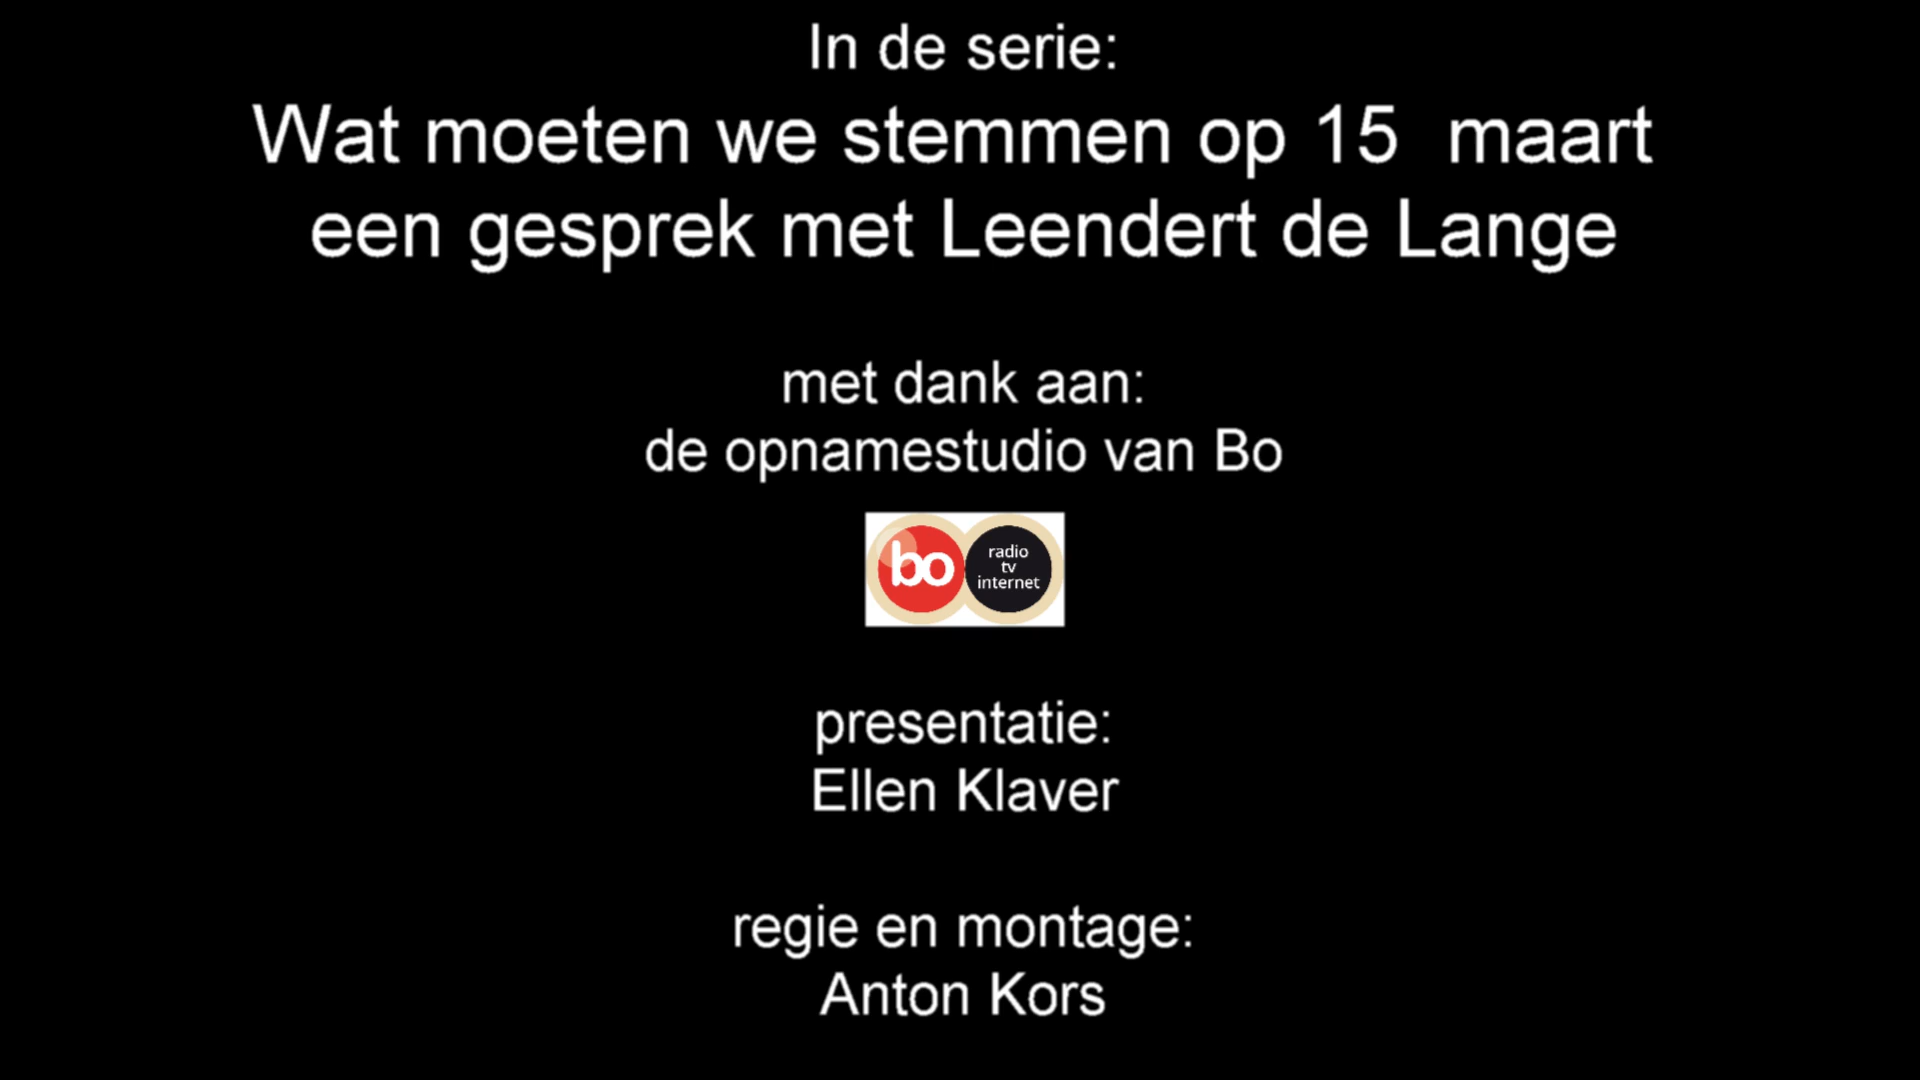 In de serie:
Wat moeten we stemmen op 15  maart
een gesprek met Leendert de Lange
met dank aan:
de opnamestudio van Bo
bo
radio
tv
internet
presentatie:
Ellen Klaver
regie en montage:
Anton Kors